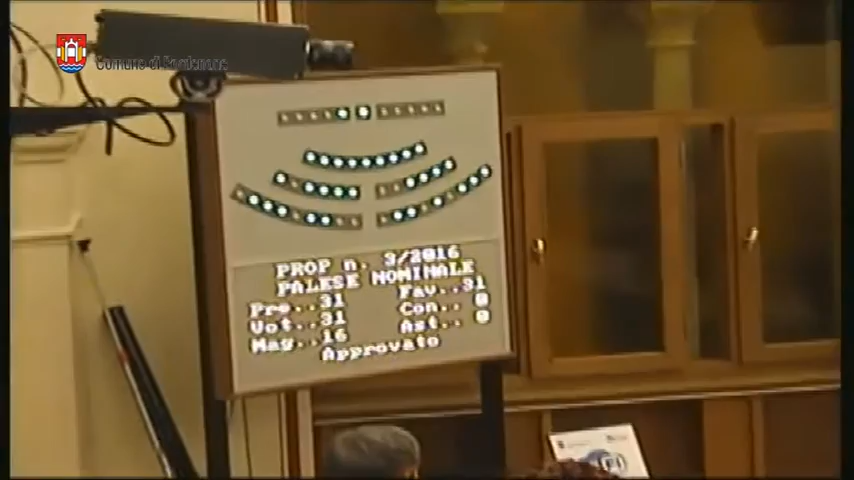 Comune di Pordenone
PROP n. 3/2016
PALESE NOMINALE
Pre..31 Fav..31
Vot..31 Con.. 0
Mag..16 Ast.. 0
Approvato